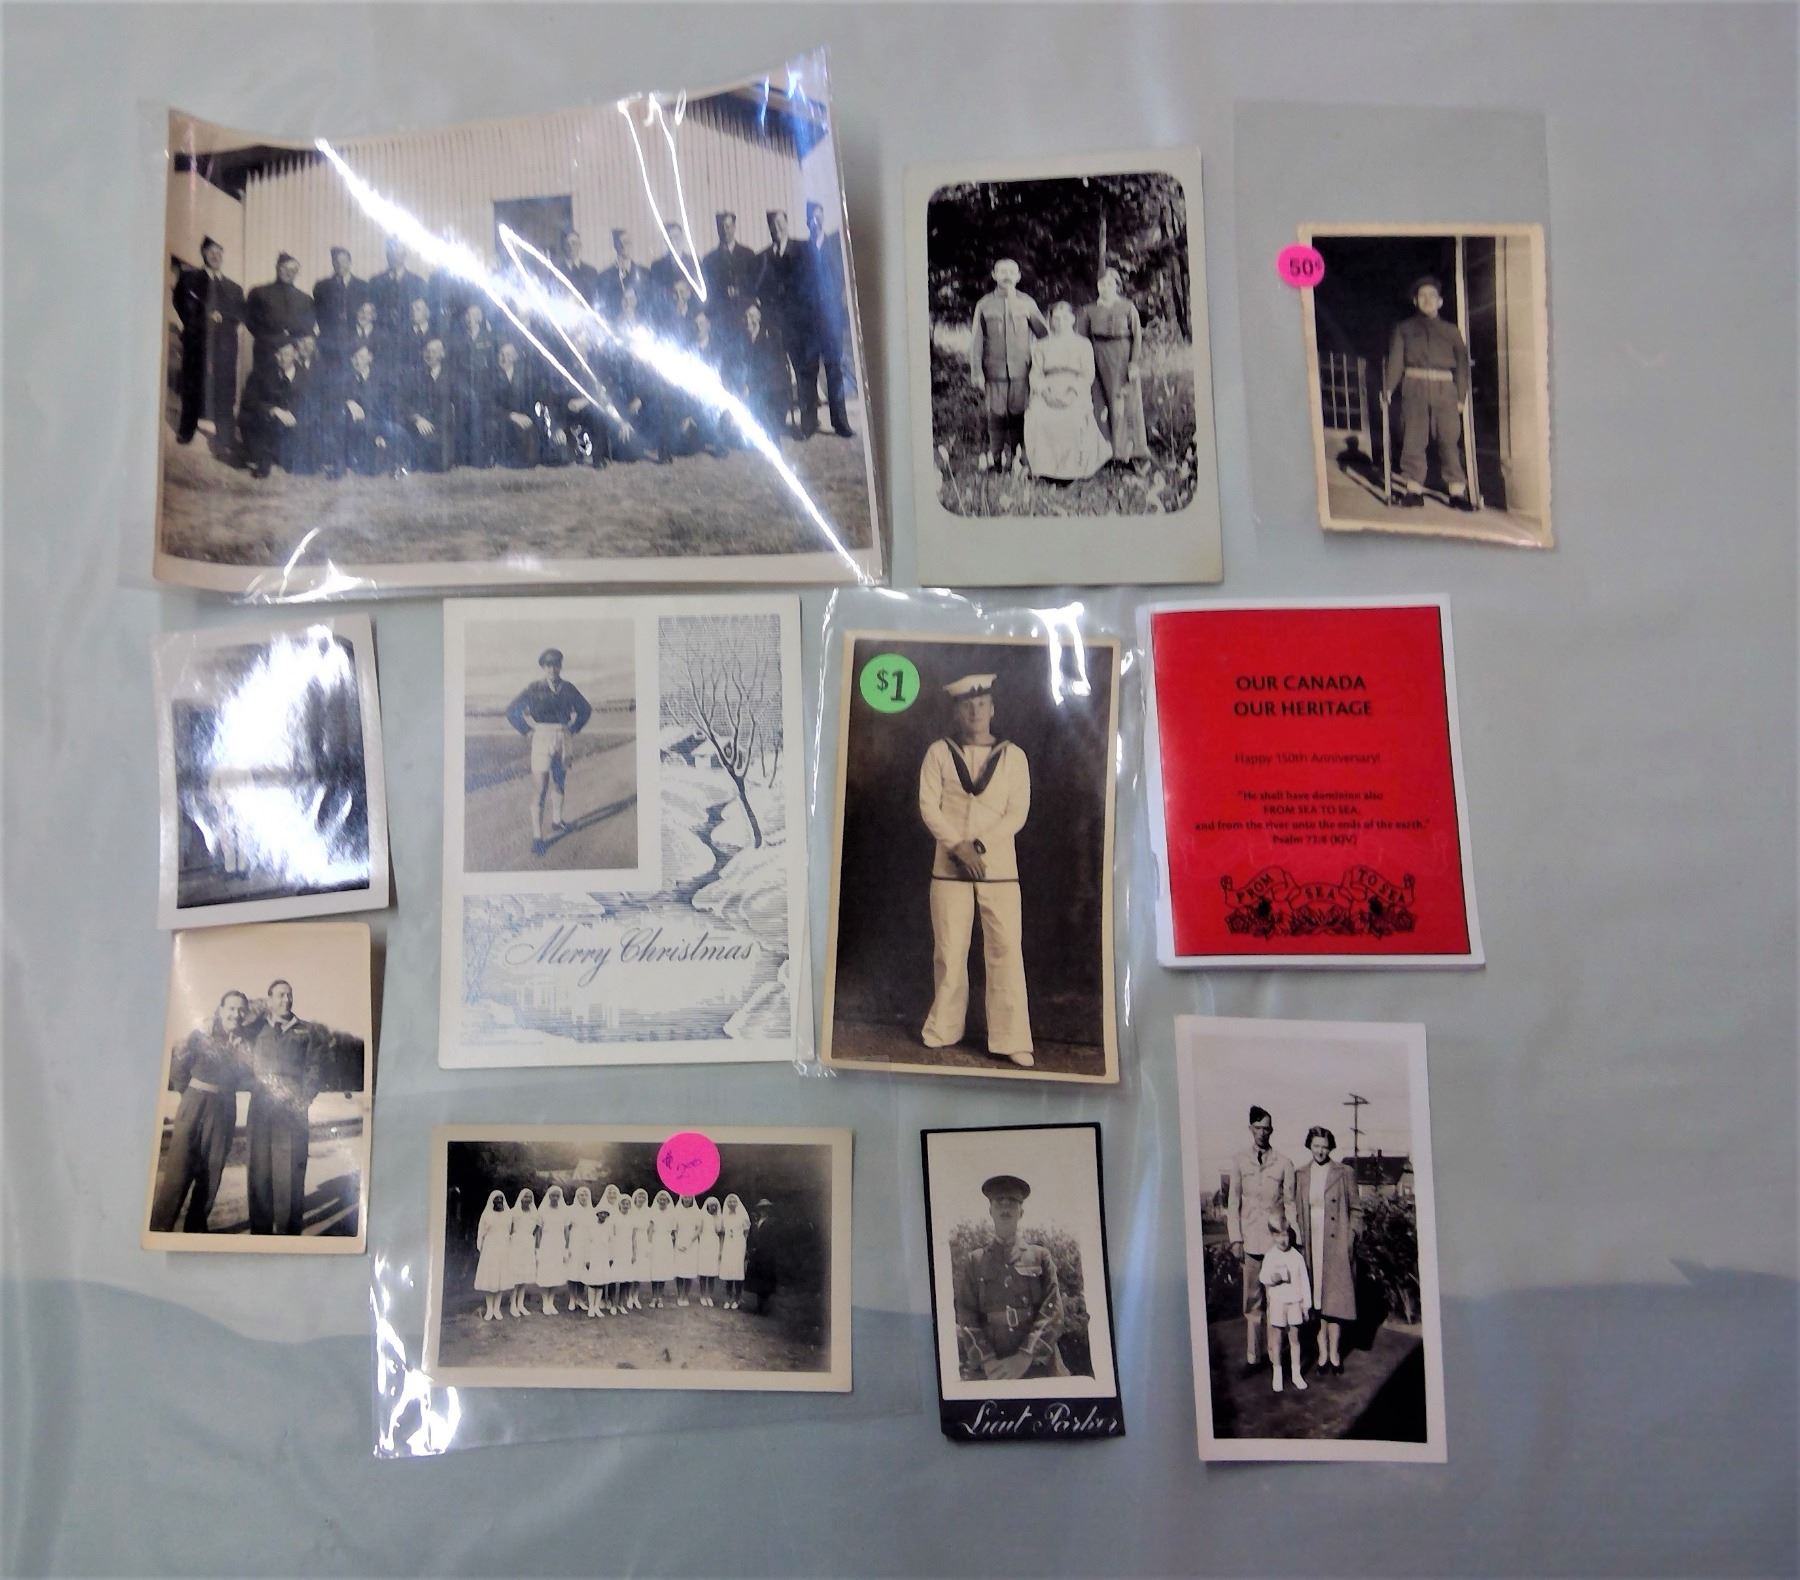 50¢
$1
OUR CANADA
OUR HERITAGE
Happy 150th Anniversary!
"He shall have dominion also
FROM SEA TO SEA,
and from the river unto the ends of the earth."
Psalm 72:8 (KJV)
FROM SEA TO SEA
Merry Christmas
Lieut Parker